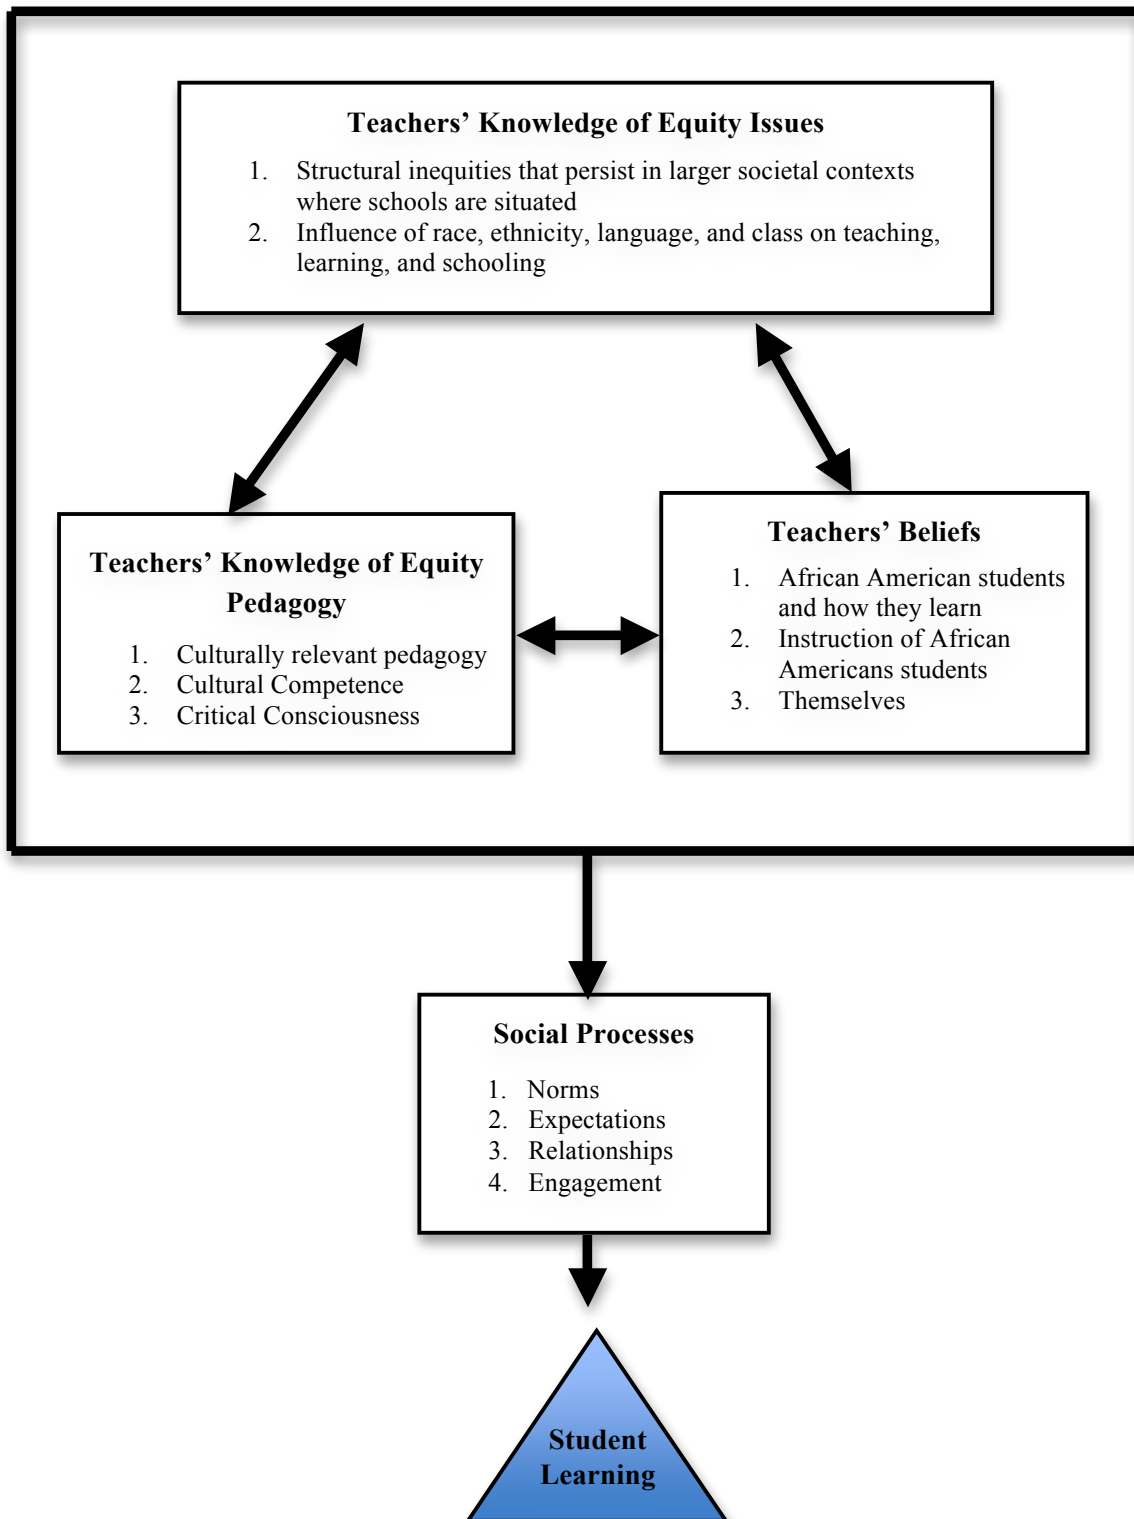 Teachers’ Knowledge of Equity Issues
1. Structural inequities that persist in larger societal contexts
where schools are situated
2. Influence of race, ethnicity, language, and class on teaching,
learning, and schooling
Teachers’ Knowledge of Equity
Pedagogy
1. Culturally relevant pedagogy
2. Cultural Competence
3. Critical Consciousness
Teachers’ Beliefs
1. African American students
and how they learn
2. Instruction of African
Americans students
3. Themselves
Social Processes
1. Norms
2. Expectations
3. Relationships
4. Engagement
Student
Learning